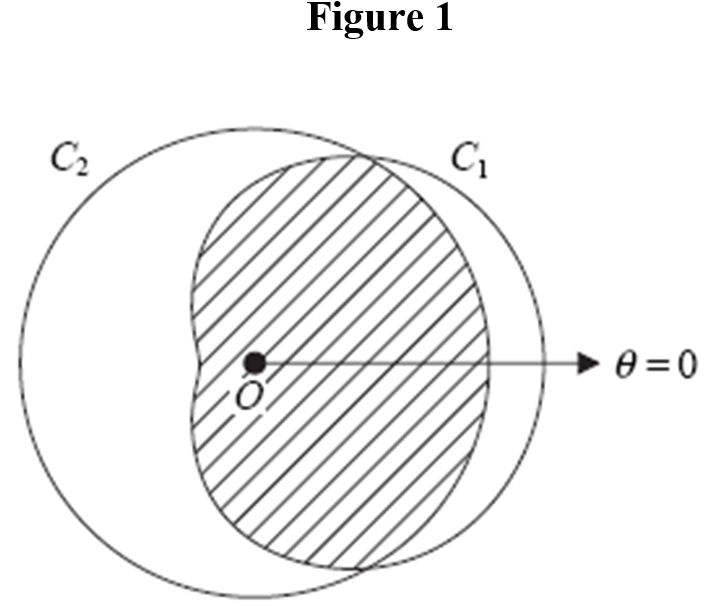 Figure 1
C₂
C₁
O
θ = 0